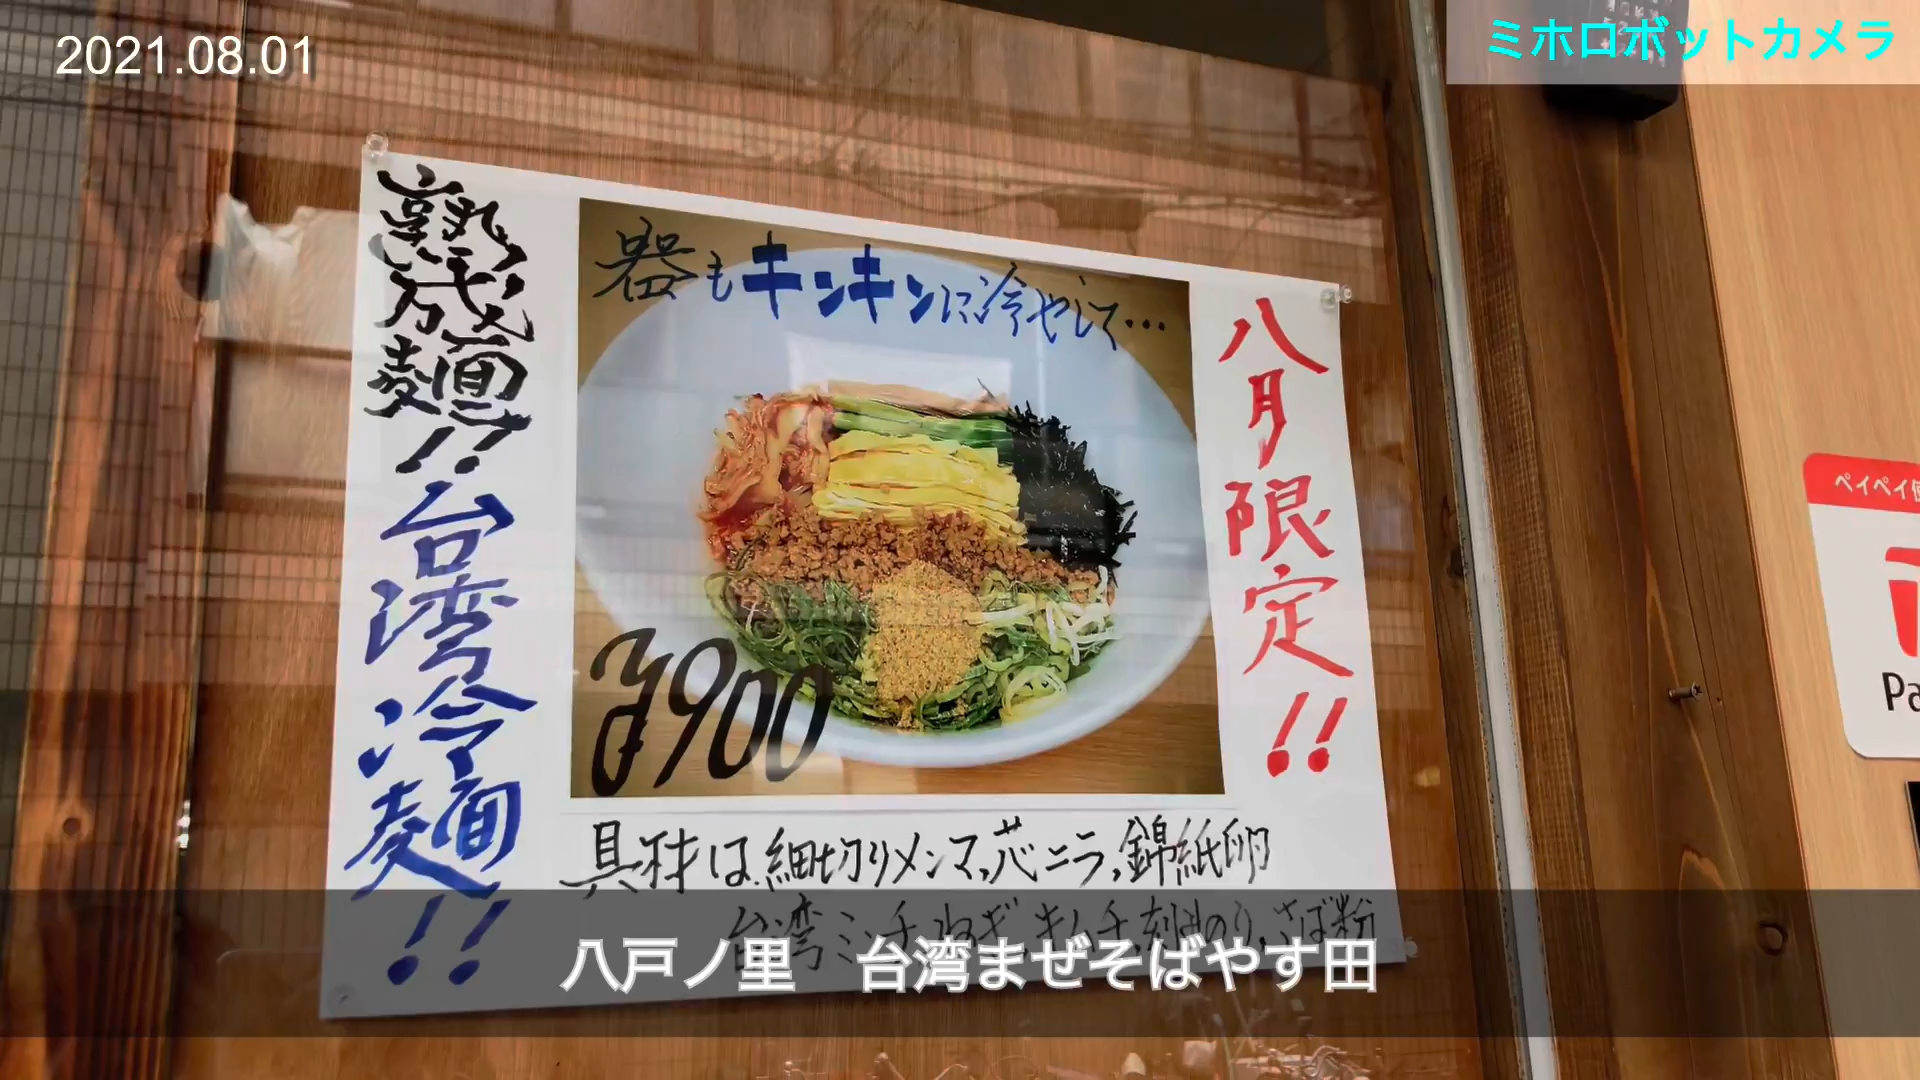 2021.08.01
ミホロボットカメラ
熟成麺!!台湾冷麺!!
器もキンキンに冷やして…
¥900
八月限定!!
具材は、細切りメンマ、芯ニラ、錦紙卵
台湾ミンチ、ねぎ、キムチ、刻みのり、さば粉
八戸ノ里 台湾まぜそばやす田
ペイペイ
Pa